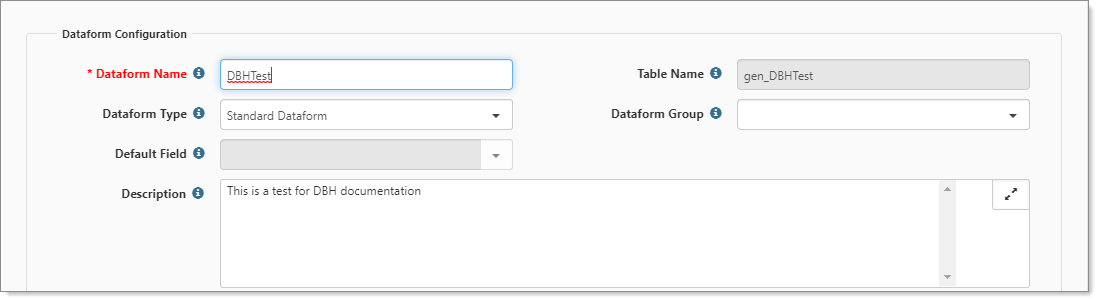 Dataform Configuration
* Dataform Name DBHTest Table Name gen_DBHTest
Dataform Type Standard Dataform Dataform Group
Default Field
Description This is a test for DBH documentation